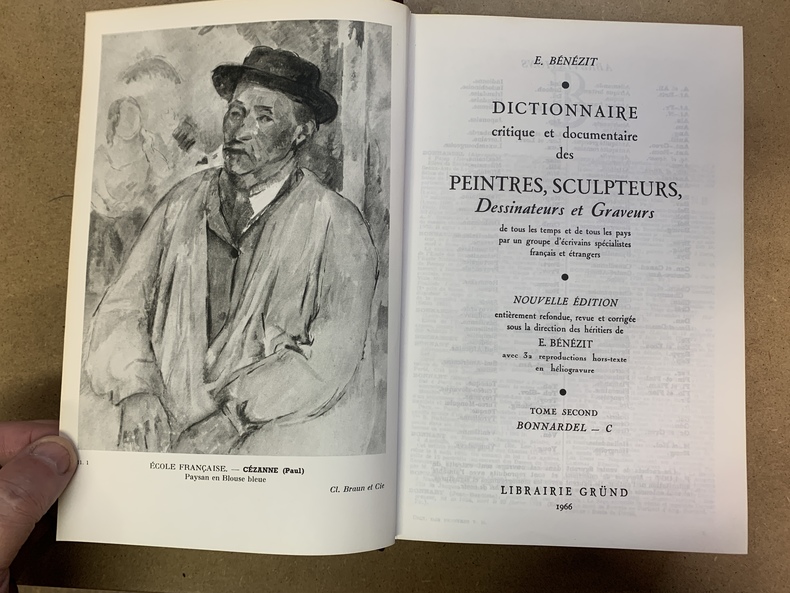 ÉCOLE FRANÇAISE. — CÉZANNE (Paul)
Paysan en Blouse bleue
Cl. Braun et Cie
E. BÉNÉZIT
DICTIONNAIRE
critique et documentaire
des
PEINTRES, SCULPTEURS,
Dessinateurs et Graveurs
de tous les temps et de tous les pays
par un groupe d'écrivains spécialistes
français et étrangers
NOUVELLE ÉDITION
entièrement refondue, revue et corrigée
sous la direction des héritiers de
E. BÉNÉZIT
avec 32 reproductions hors-texte
en héliogravure
TOME SECOND
BONNARDEL — C
LIBRAIRIE GRÜND
1966